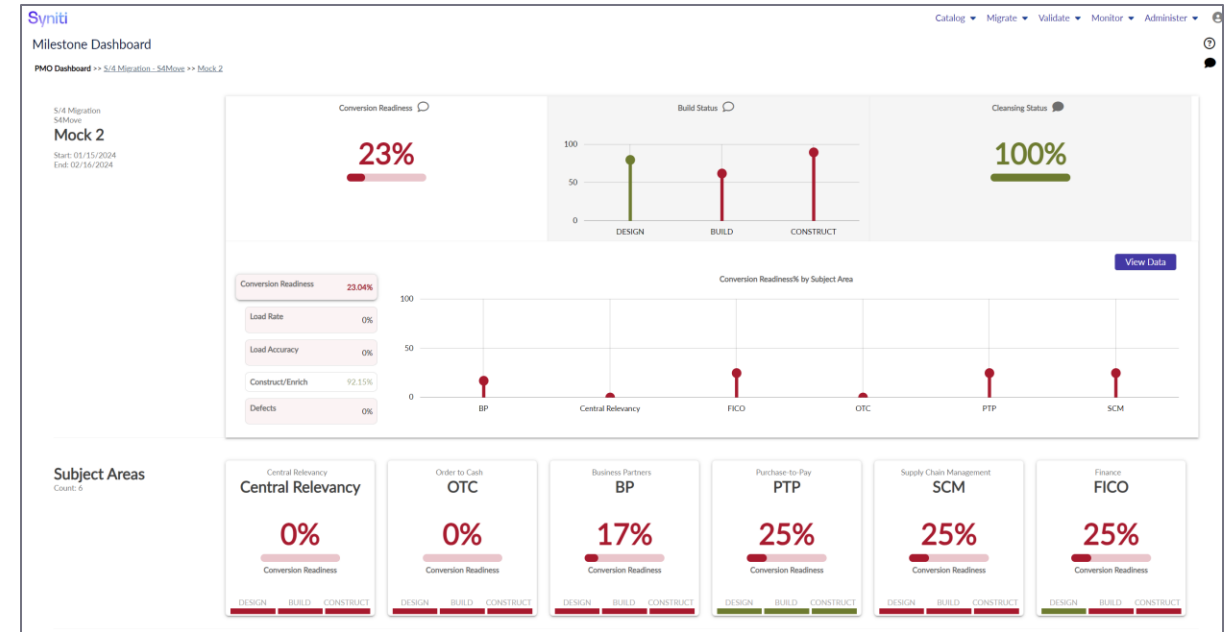 Syniti
Catalog Migrate Validate Monitor Administer
Milestone Dashboard
PMO Dashboard >> S/4 Migration - S4Move >> Mock 2
S/4 Migration
S4Move
Mock 2
Start: 01/15/2024
End: 02/16/2024
Conversion Readiness
23%
Build Status
100
50
0
DESIGN BUILD CONSTRUCT
Cleansing Status
100%
View Data
Conversion Readiness 23.04%
Load Rate 0%
Load Accuracy 0%
Construct/Enrich 92.15%
Defects 0%
Conversion Readiness% by Subject Area
100
50
0
BP Central Relevancy FICO OTC PTP SCM
Subject Areas
Count: 6
Central Relevancy
Central Relevancy
0%
Conversion Readiness
DESIGN BUILD CONSTRUCT
Order to Cash
OTC
0%
Conversion Readiness
DESIGN BUILD CONSTRUCT
Business Partners
BP
17%
Conversion Readiness
DESIGN BUILD CONSTRUCT
Purchase-to-Pay
PTP
25%
Conversion Readiness
DESIGN BUILD CONSTRUCT
Supply Chain Management
SCM
25%
Conversion Readiness
DESIGN BUILD CONSTRUCT
Finance
FICO
25%
Conversion Readiness
DESIGN BUILD CONSTRUCT